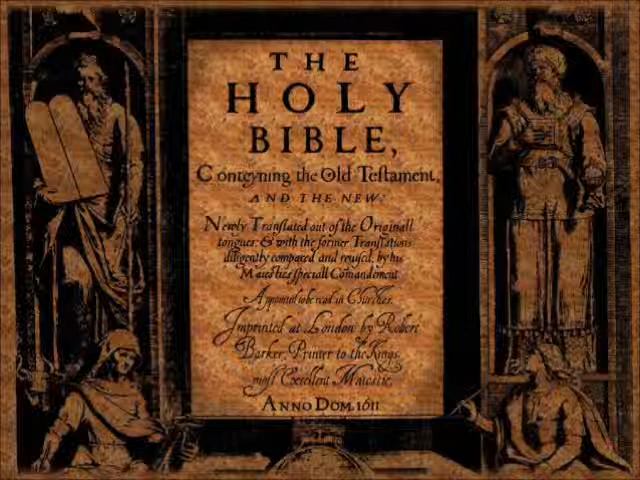 THE
HOLY
BIBLE,
Conteyning the Old Testament,
AND THE NEW:
Newly Translated out of the Originall
tongues: & with the former Translations
diligently compared and reuised, by his
Maiesties speciall Comandement
Appointed to be read in Churches.
Imprinted at London by Robert
Barker, Printer to the Kings
most Excellent Maiestie.
ANNO DOM. 1611